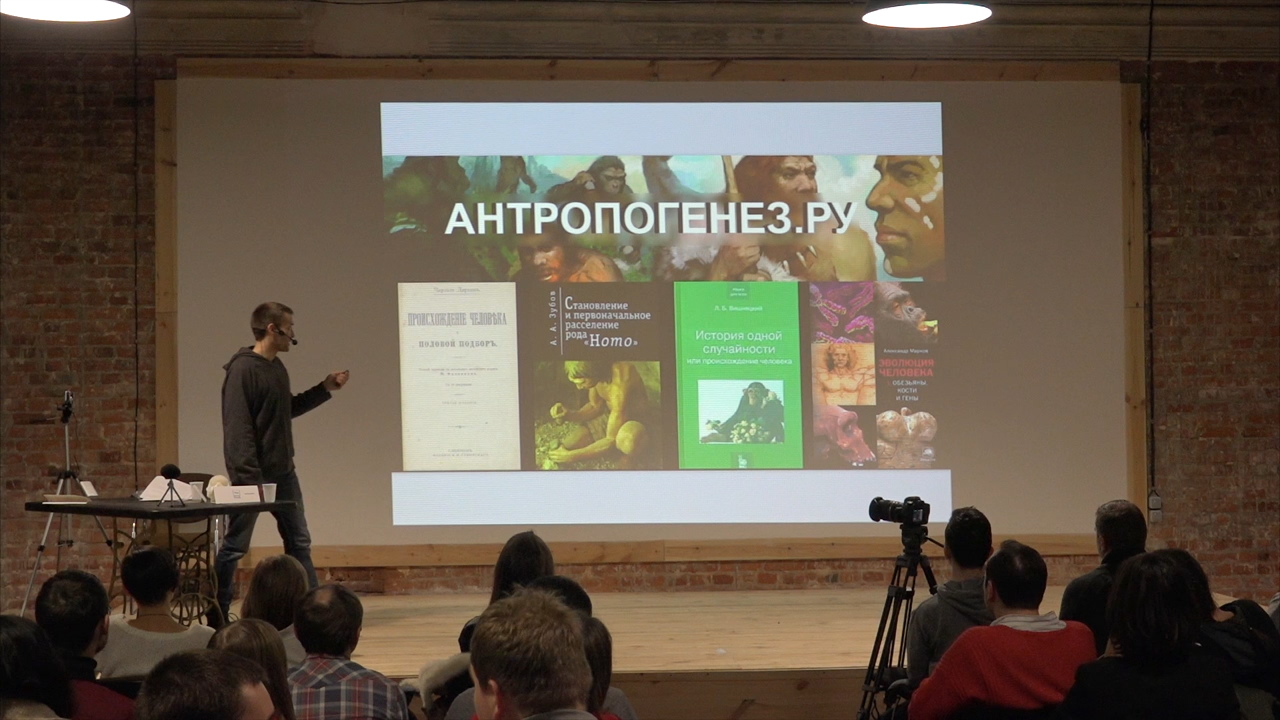 АНТРОПОГЕНЕЗ.РУ
ПРОИСХОЖДЕНІЕ ЧЕЛОВѢКА
ПОЛОВОЙ ПОДБОРЪ.
А. А. Зубов
Становление
и первоначальное
расселение
рода
«Homo»
Л. Б. Вишняцкий
История одной
случайности
или происхождение человека
Александр Марков
ЭВОЛЮЦИЯ
ЧЕЛОВЕКА
ОБЕЗЬЯНЫ,
КОСТИ
И ГЕНЫ